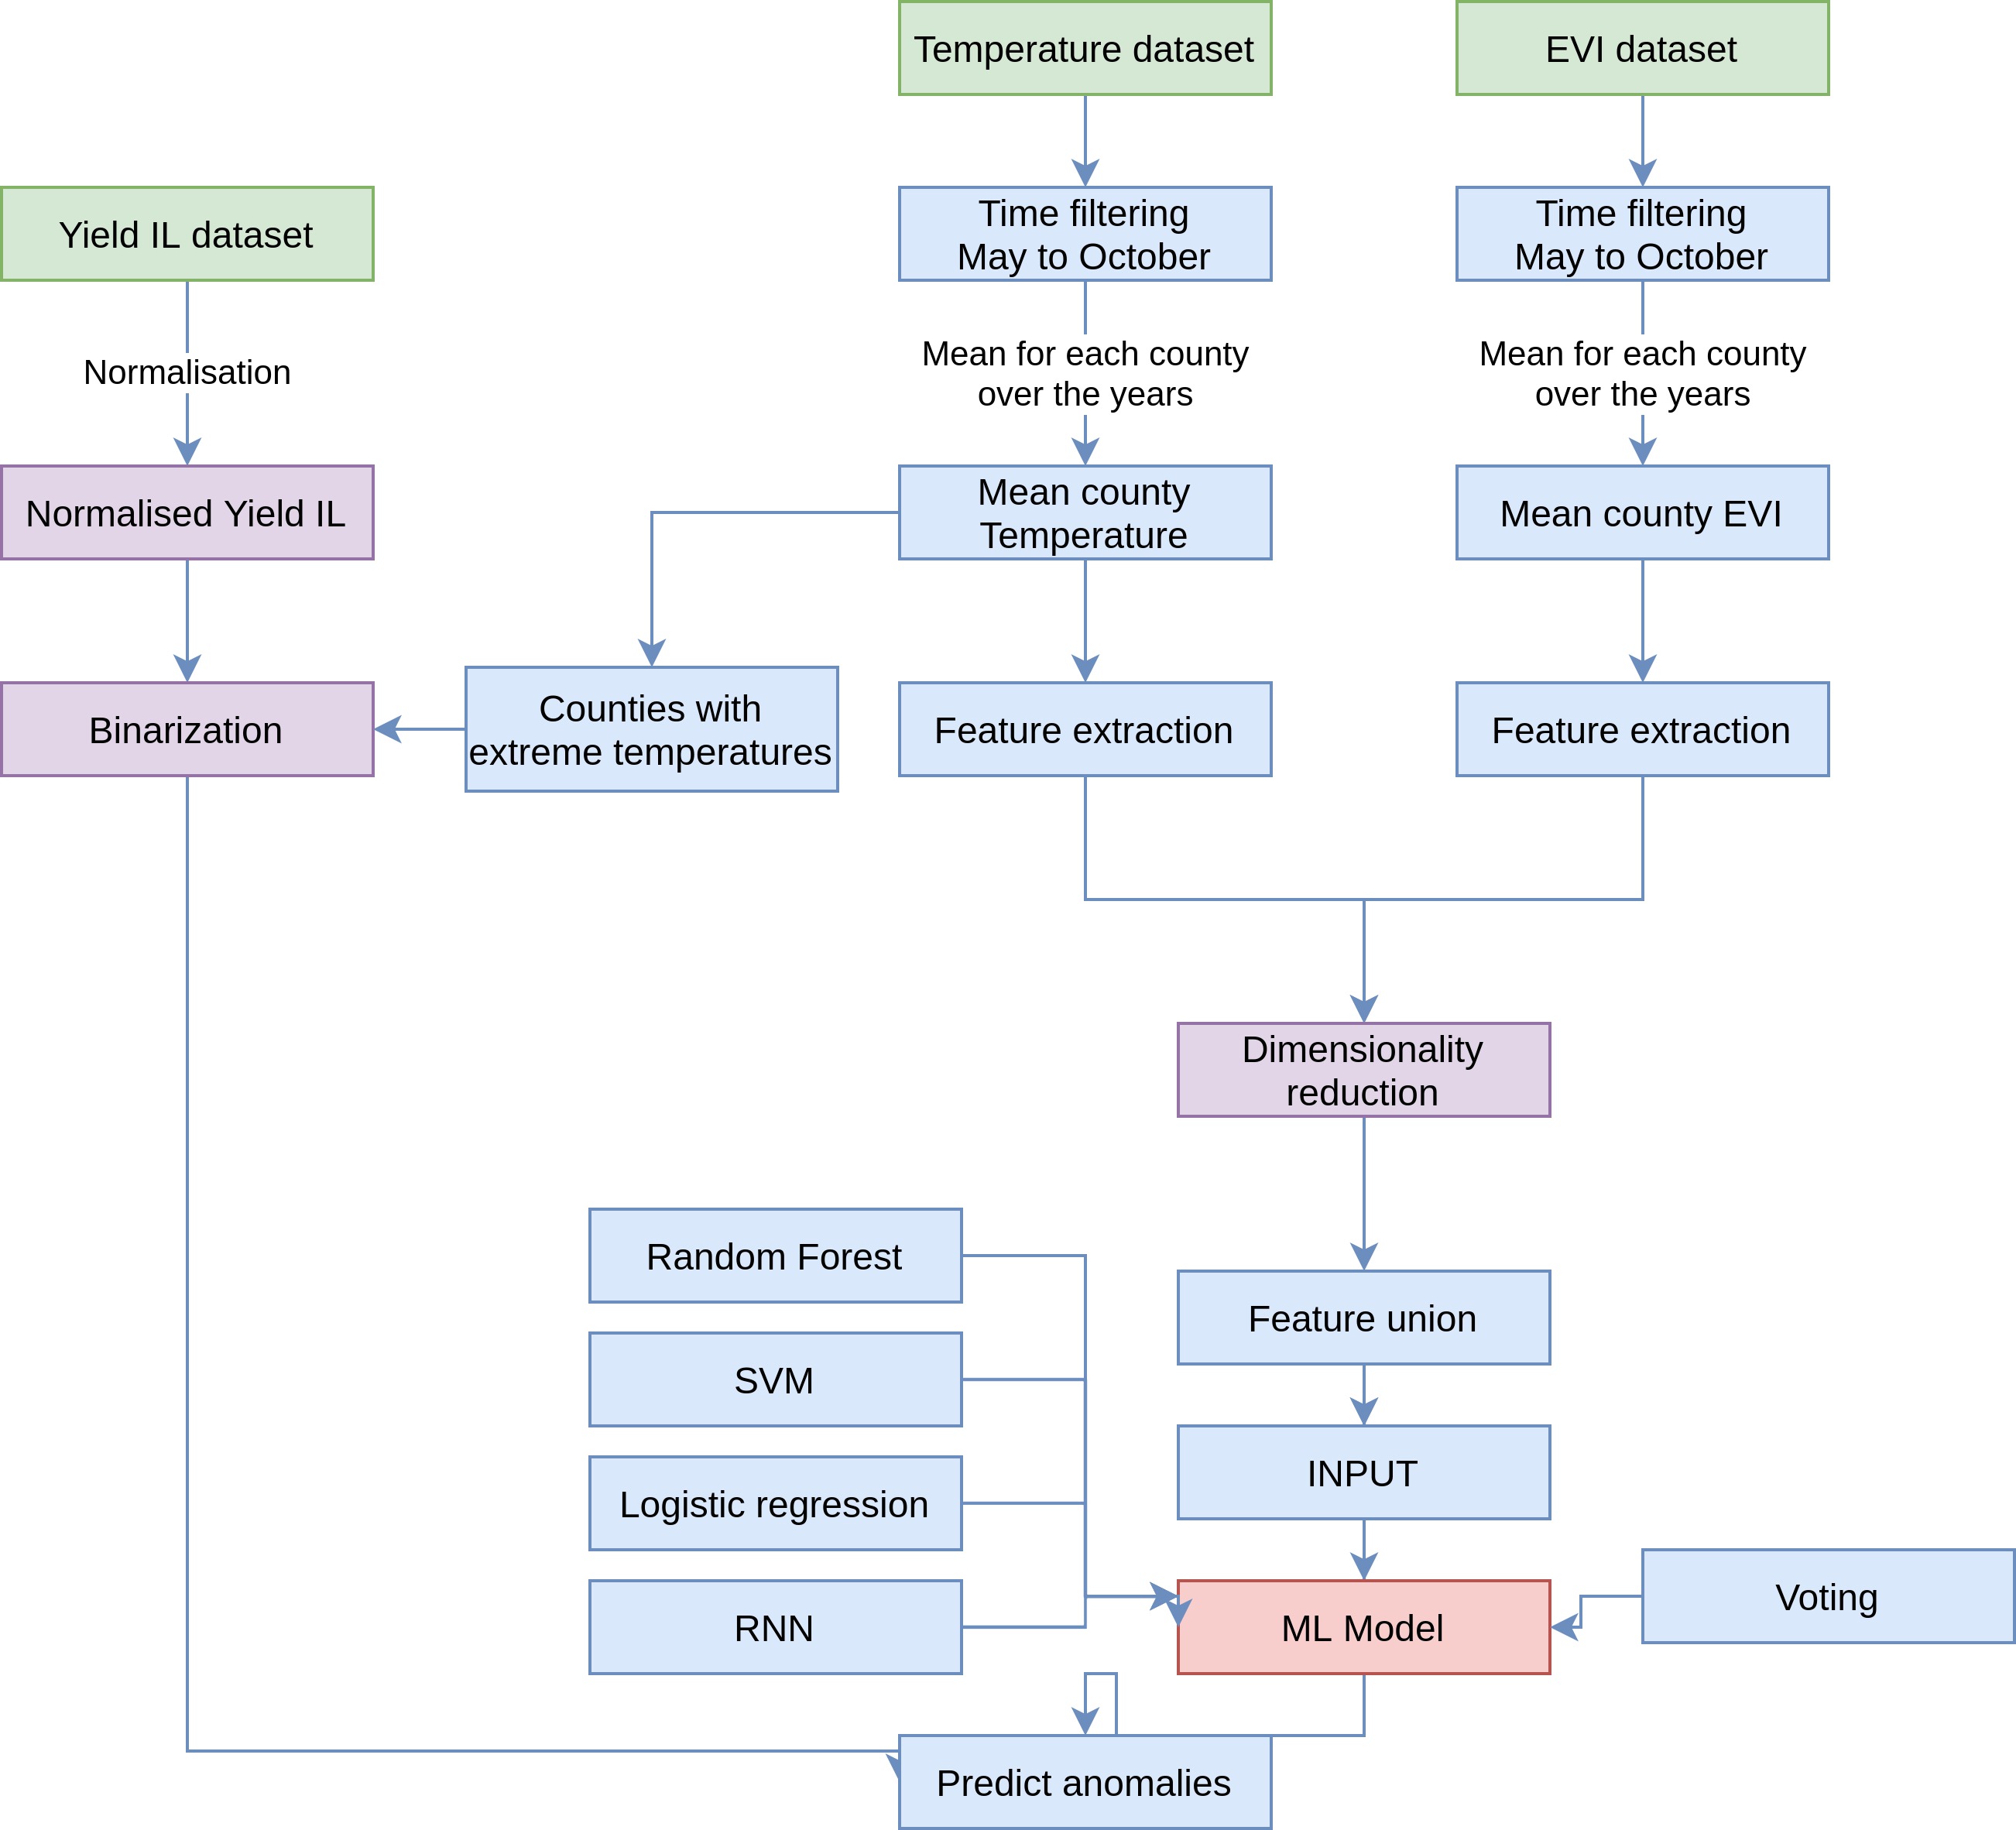 Temperature dataset
EVI dataset
Yield IL dataset
Time filtering
May to October
Time filtering
May to October
Normalisation
Mean for each county
over the years
Mean for each county
over the years
Normalised Yield IL
Mean county
Temperature
Mean county EVI
Binarization
Counties with
extreme temperatures
Feature extraction
Feature extraction
Dimensionality
reduction
Random Forest
Feature union
SVM
INPUT
Logistic regression
RNN
ML Model
Voting
Predict anomalies